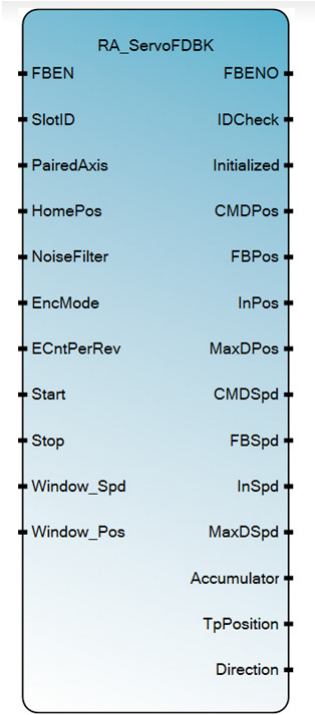 RA_ServoFDBK
FBEN FBENO
SlotID IDCheck
PairedAxis Initialized
HomePos CMDPos
NoiseFilter FBPos
EncMode InPos
ECntPerRev MaxDPos
Start CMDSpd
Stop FBSpd
Window_Spd InSpd
Window_Pos MaxDSpd
Accumulator
TpPosition
Direction